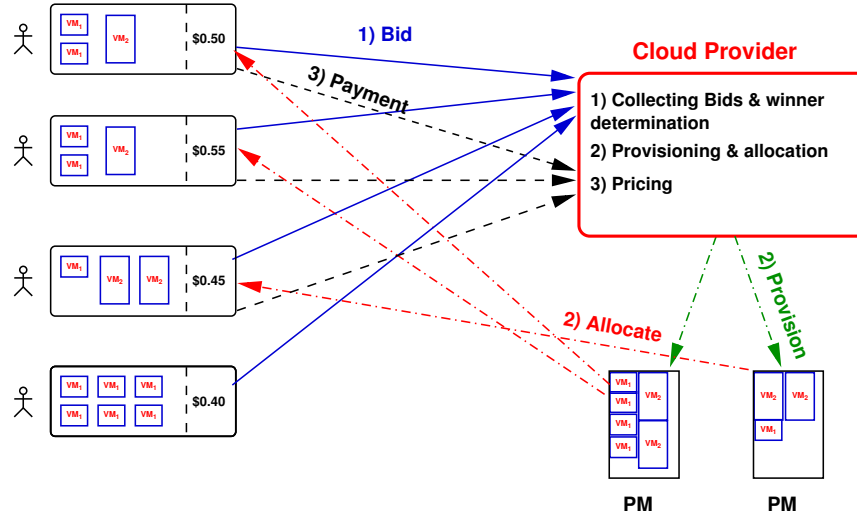 VM₁
VM₂
VM₁
$0.50
1) Bid
Cloud Provider
3) Payment
1) Collecting Bids & winner
determination
2) Provisioning & allocation
3) Pricing
VM₁
VM₂
VM₁
$0.55
VM₁
VM₂
VM₂
$0.45
2) Allocate
2) Provision
VM₁
VM₁
VM₁
VM₁
VM₁
VM₁
$0.40
VM₁
VM₁
VM₁
VM₁
VM₂
VM₂
VM₂
VM₂
VM₁
PM
PM